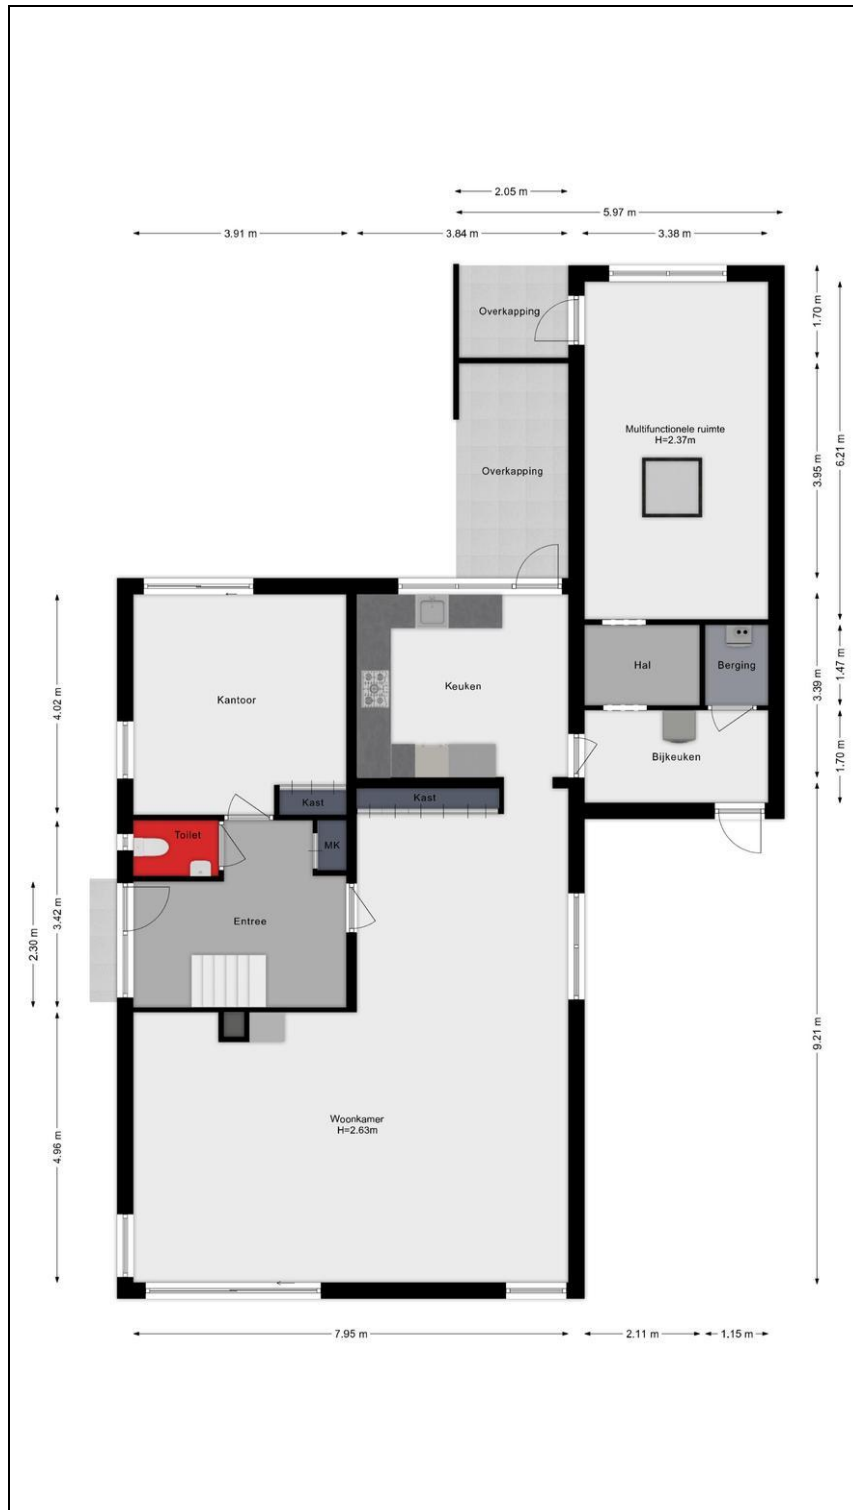 2.05 m
5.97 m
3.91 m
3.84 m
3.38 m
Overkapping
1.70 m
Multifunctionele ruimte
H=2.37m
Overkapping
3.95 m
6.21 m
Hal
Berging
Keuken
Kantoor
4.02 m
3.39 m
1.47 m
Bijkeuken
1.70 m
Kast
Kast
Toilet
MK
Entree
3.42 m
2.30 m
9.21 m
Woonkamer
H=2.63m
4.96 m
7.95 m
2.11 m
1.15 m